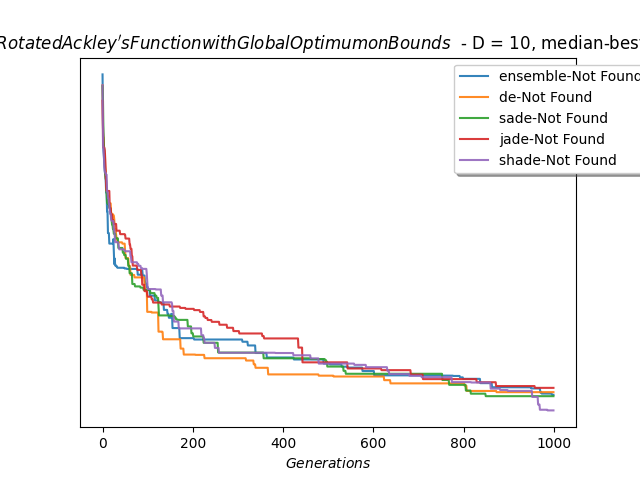 RotatedAckley'sFunctionwithGlobalOptimumonBounds - D = 10, median-best
ensemble-Not Found
de-Not Found
sade-Not Found
jade-Not Found
shade-Not Found
0 200 400 600 800 1000
Generations